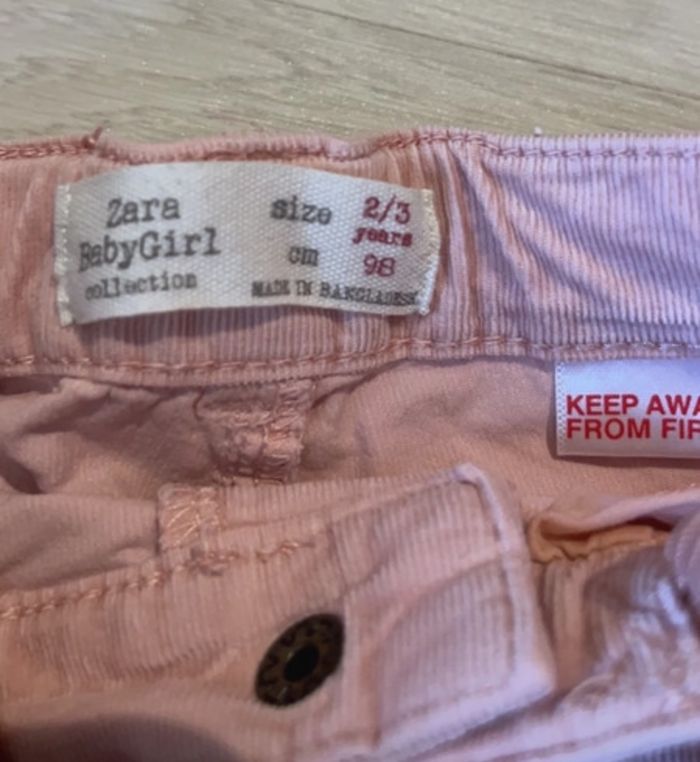 Zara
BabyGirl
collection
size 2/3
years
cm 98
MADE IN BANGLADESH
KEEP AWA
FROM FIR